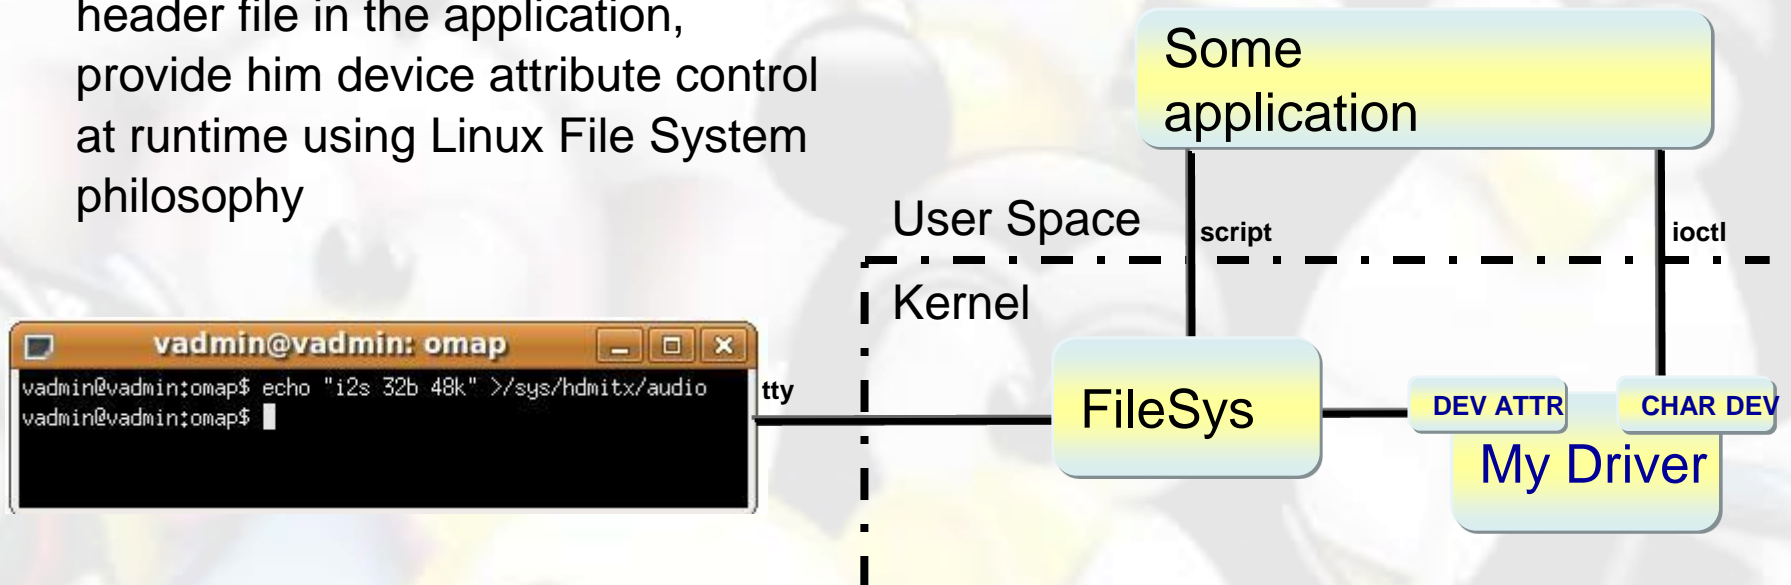 header file in the application,
provide him device attribute control
at runtime using Linux File System
philosophy
Some
application
User Space
script
ioctl
Kernel
vadmin@vadmin: omap
vadmin@vadmin:omap$ echo "i2s 32b 48k" >/sys/hdmitx/audio
vadmin@vadmin:omap$
tty
FileSys
DEV ATTR
CHAR DEV
My Driver